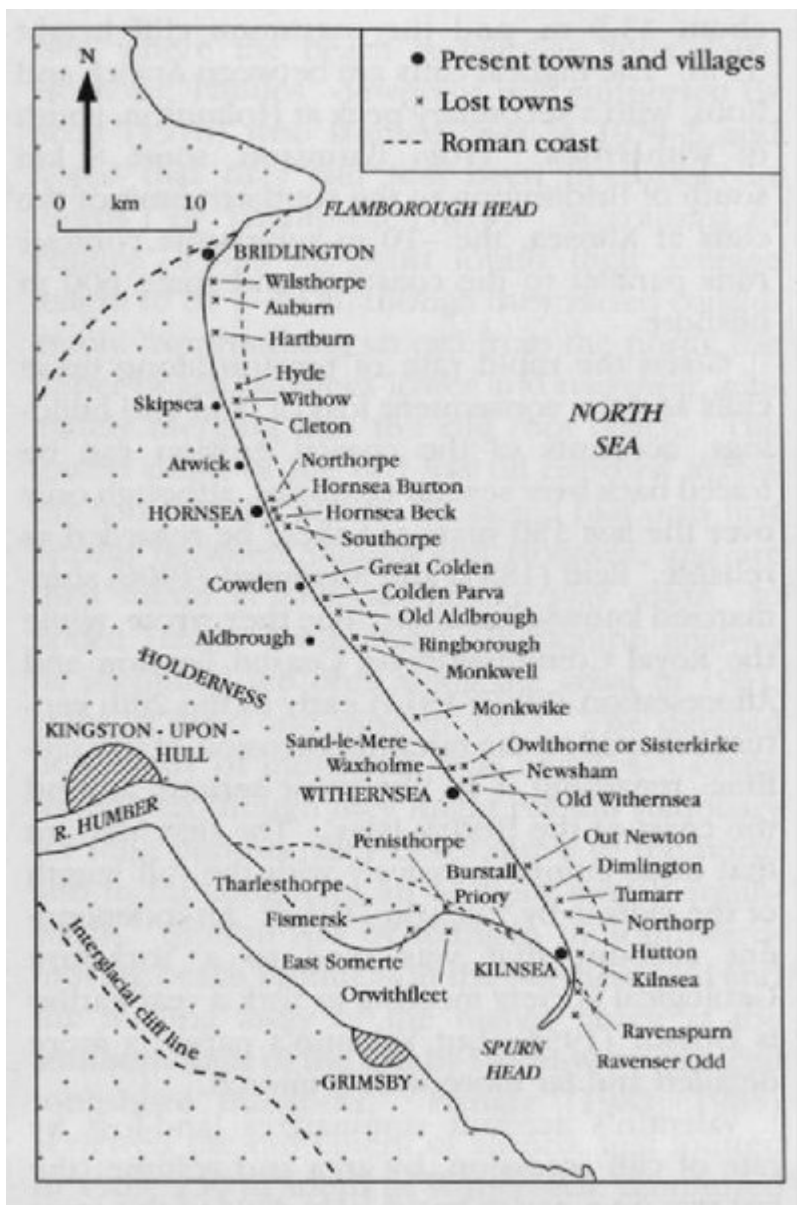 N
0 km 10
Present towns and villages
Lost towns
Roman coast
FLAMBOROUGH HEAD
BRIDLINGTON
Wilsthorpe
Auburn
Hartburn
Hyde
Withow
Cleton
Skipsea
NORTH
SEA
Atwick
Northorpe
Hornsea Burton
Hornsea Beck
Southorpe
HORNSEA
Great Colden
Colden Parva
Cowden
Old Aldbrough
Ringborough
Monkwell
Aldbrough
HOLDERNESS
Monkwike
KINGSTON - UPON -
HULL
Sand-le-Mere
Waxholme
Owlthorne or Sisterkirke
Newsham
Old Withernsea
WITHERNSEA
R. HUMBER
Penisthorpe
Burstall
Priory
Out Newton
Dimlington
Tumarr
Northorp
Hutton
Kilnsea
Tharlesthorpe
Fismersk
East Somerte
Orwithfleet
KILNSEA
Interglacial cliff line
Ravenspurn
Ravenser Odd
SPURN
HEAD
GRIMSBY